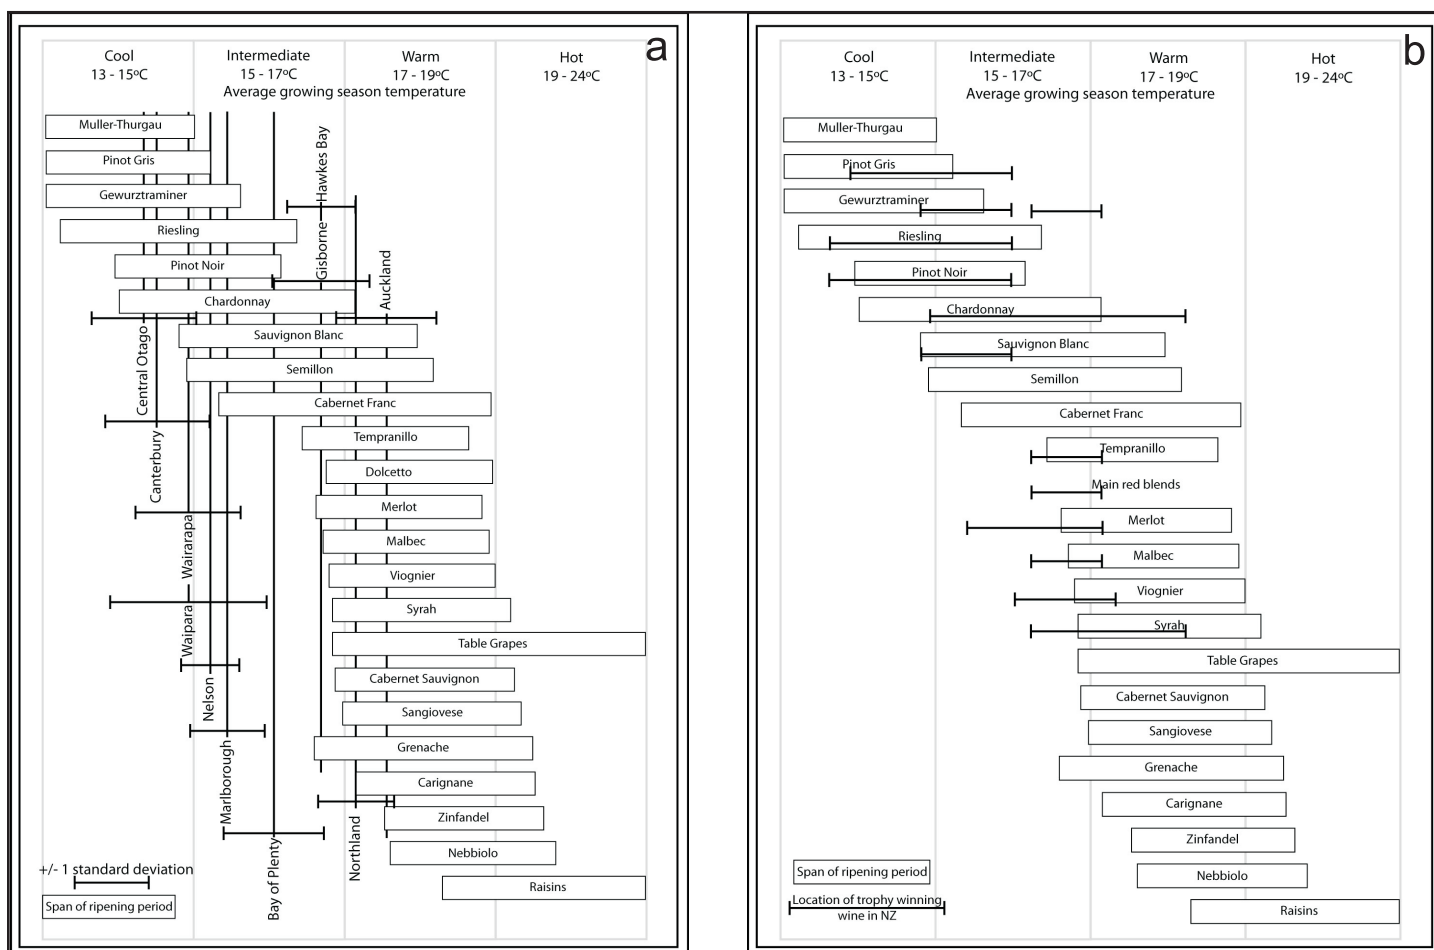 a
Cool
13 - 15ºC
Intermediate
15 - 17ºC
Warm
17 - 19ºC
Hot
19 - 24ºC
Average growing season temperature
Muller-Thurgau
Pinot Gris
Gewurztraminer
Riesling
Pinot Noir
Chardonnay
Sauvignon Blanc
Semillon
Cabernet Franc
Tempranillo
Dolcetto
Merlot
Malbec
Viognier
Syrah
Table Grapes
Cabernet Sauvignon
Sangiovese
Grenache
Carignane
Zinfandel
Nebbiolo
Raisins
Hawkes Bay
Gisborne
Auckland
Central Otago
Canterbury
Wairarapa
Waipara
Nelson
Marlborough
Bay of Plenty
Northland
+/- 1 standard deviation
Span of ripening period
b
Cool
13 - 15ºC
Intermediate
15 - 17ºC
Warm
17 - 19ºC
Hot
19 - 24ºC
Average growing season temperature
Muller-Thurgau
Pinot Gris
Gewurztraminer
Riesling
Pinot Noir
Chardonnay
Sauvignon Blanc
Semillon
Cabernet Franc
Tempranillo
Main red blends
Merlot
Malbec
Viognier
Syrah
Table Grapes
Cabernet Sauvignon
Sangiovese
Grenache
Carignane
Zinfandel
Nebbiolo
Raisins
Span of ripening period
Location of trophy winning
wine in NZ